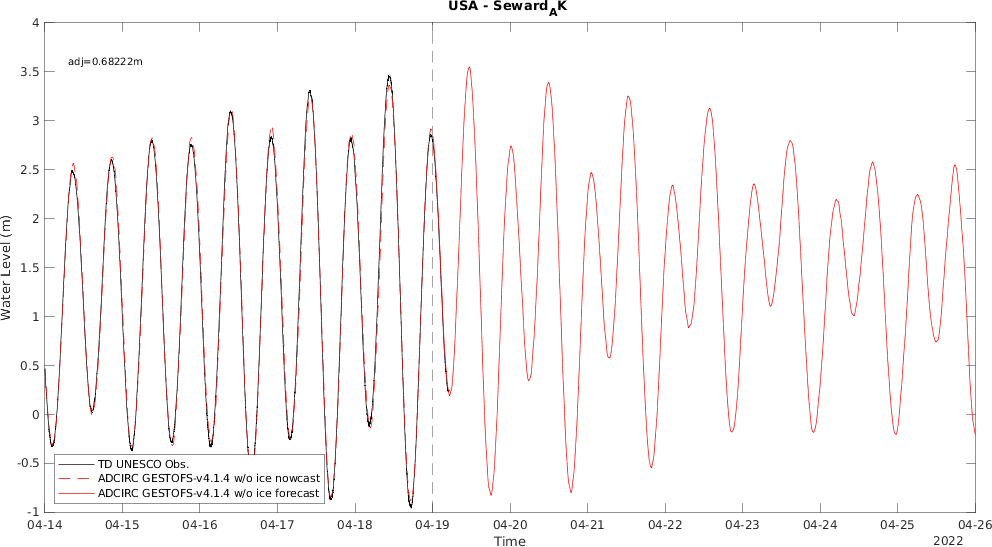 USA - Seward_AK
adj=0.68222m
4
3.5
3
2.5
2
1.5
1
0.5
0
-0.5
-1
Water Level (m)
TD UNESCO Obs.
ADCIRC GESTOFS-v4.1.4 w/o ice nowcast
ADCIRC GESTOFS-v4.1.4 w/o ice forecast
04-14 04-15 04-16 04-17 04-18 04-19 04-20 04-21 04-22 04-23 04-24 04-25 04-26
Time
2022